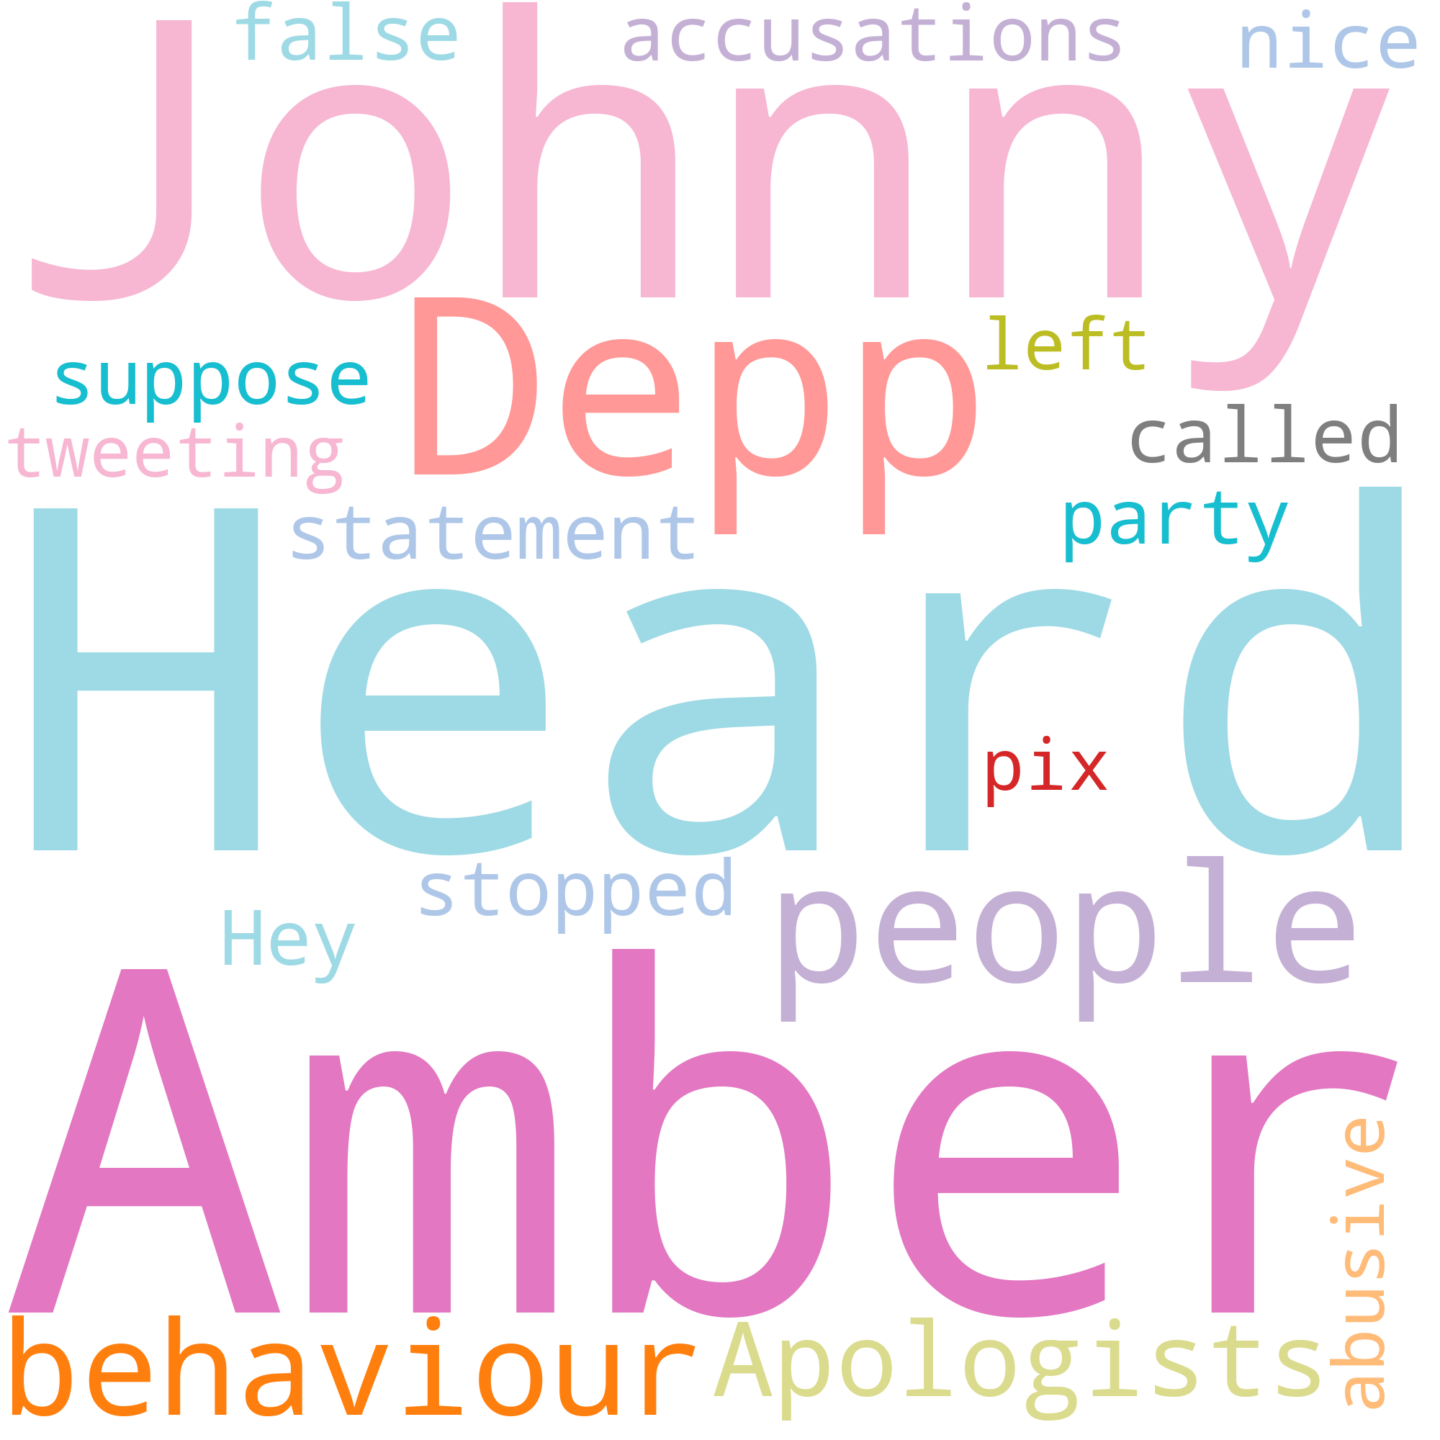 false accusations nice
Johnny
Depp
left
suppose
called
tweeting
party
statement
Heard
pix
stopped
people
Hey
Amber
abusive
behaviour
Apologists